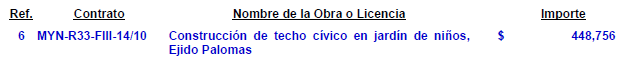 Ref. Contrato Nombre de la Obra o Licencia Importe
6 MYN-R33-FIII-14/10 Construcción de techo cívico en jardín de niños, $ 448,756
Ejido Palomas